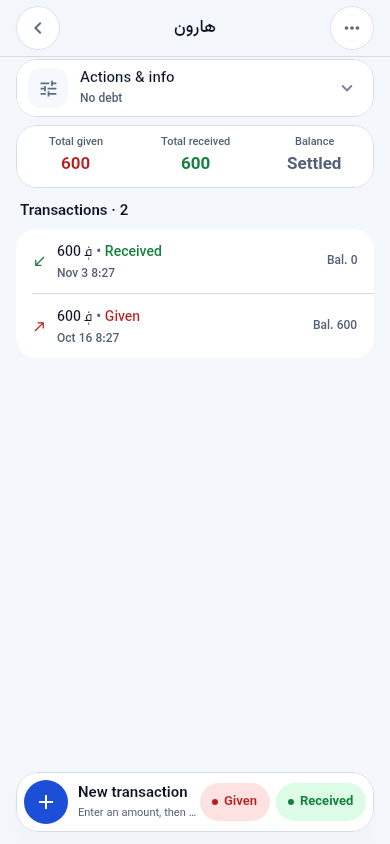 هارون
Actions & info
No debt
Total given
Total received
Balance
600
600
Settled
Transactions · 2
600 ؋ • Received
Nov 3 8:27
Bal. 0
600 ؋ • Given
Oct 16 8:27
Bal. 600
New transaction
Enter an amount, then ...
Given
Received